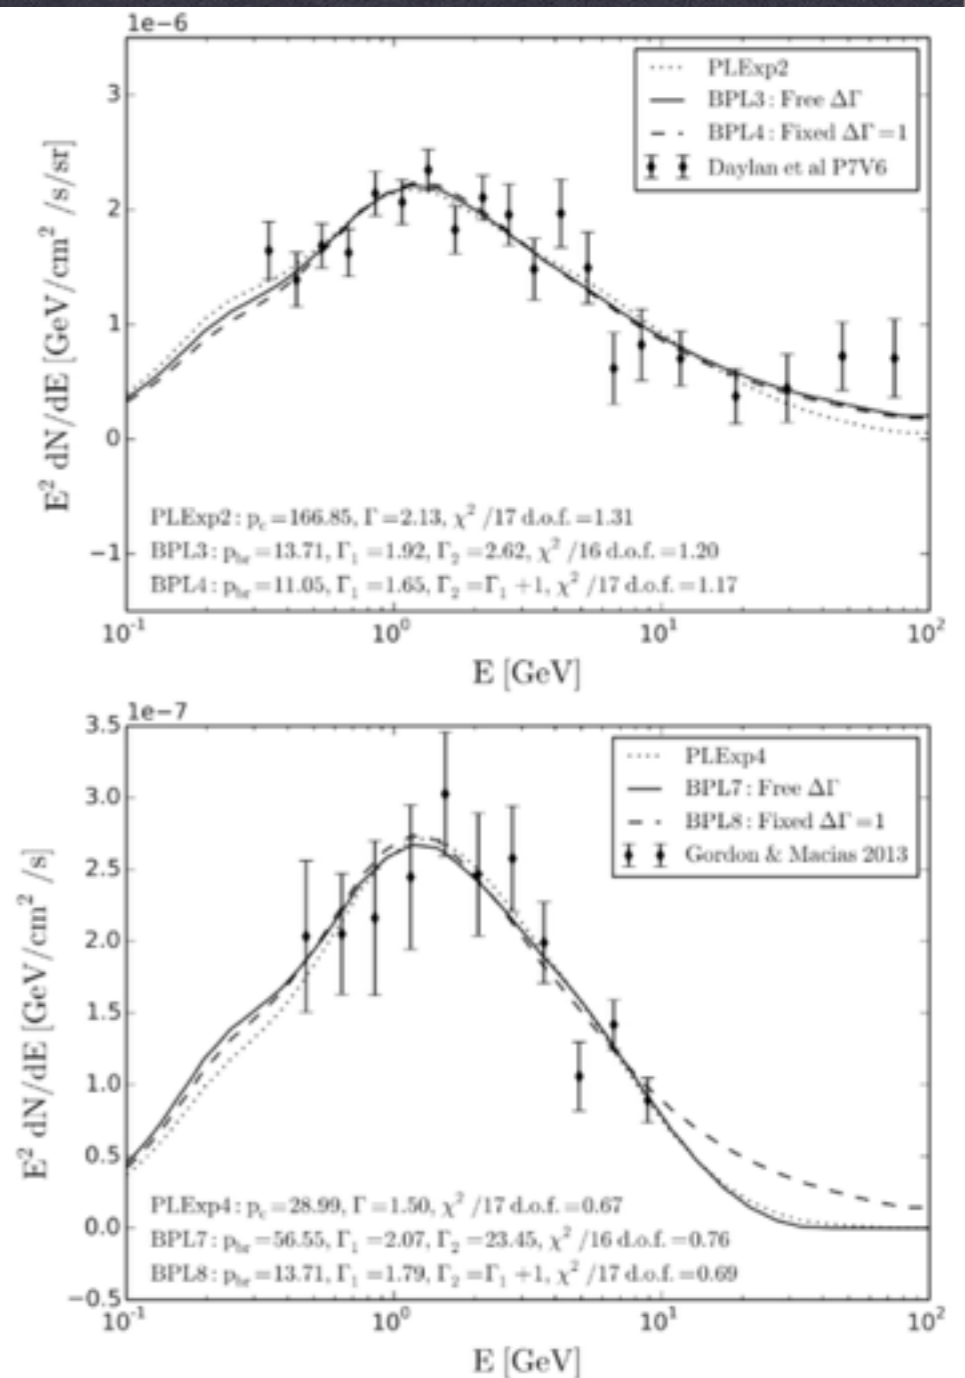 1e−6
PLExp2
BPL3 : Free ΔΓ
BPL4 : Fixed ΔΓ=1
Daylan et al P7V6
3
2
1
0
−1
E² dN/dE [GeV/cm² /s/sr]
PLExp2 : p_c=166.85, Γ=2.13, χ² /17 d.o.f.=1.31
BPL3 : p_br=13.71, Γ₁=1.92, Γ₂=2.62, χ² /16 d.o.f.=1.20
BPL4 : p_br=11.05, Γ₁=1.65, Γ₂=Γ₁+1, χ² /17 d.o.f.=1.17
10⁻¹ 10⁰ 10¹ 10²
E [GeV]
1e−7
PLExp4
BPL7 : Free ΔΓ
BPL8 : Fixed ΔΓ=1
Gordon & Macias 2013
3.5
3.0
2.5
2.0
1.5
1.0
0.5
0.0
−0.5
E² dN/dE [GeV/cm² /s]
PLExp4 : p_c=28.99, Γ=1.50, χ² /17 d.o.f.=0.67
BPL7 : p_br=56.55, Γ₁=2.07, Γ₂=23.45, χ² /16 d.o.f.=0.76
BPL8 : p_br=13.71, Γ₁=1.79, Γ₂=Γ₁+1, χ² /17 d.o.f.=0.69
10⁻¹ 10⁰ 10¹ 10²
E [GeV]